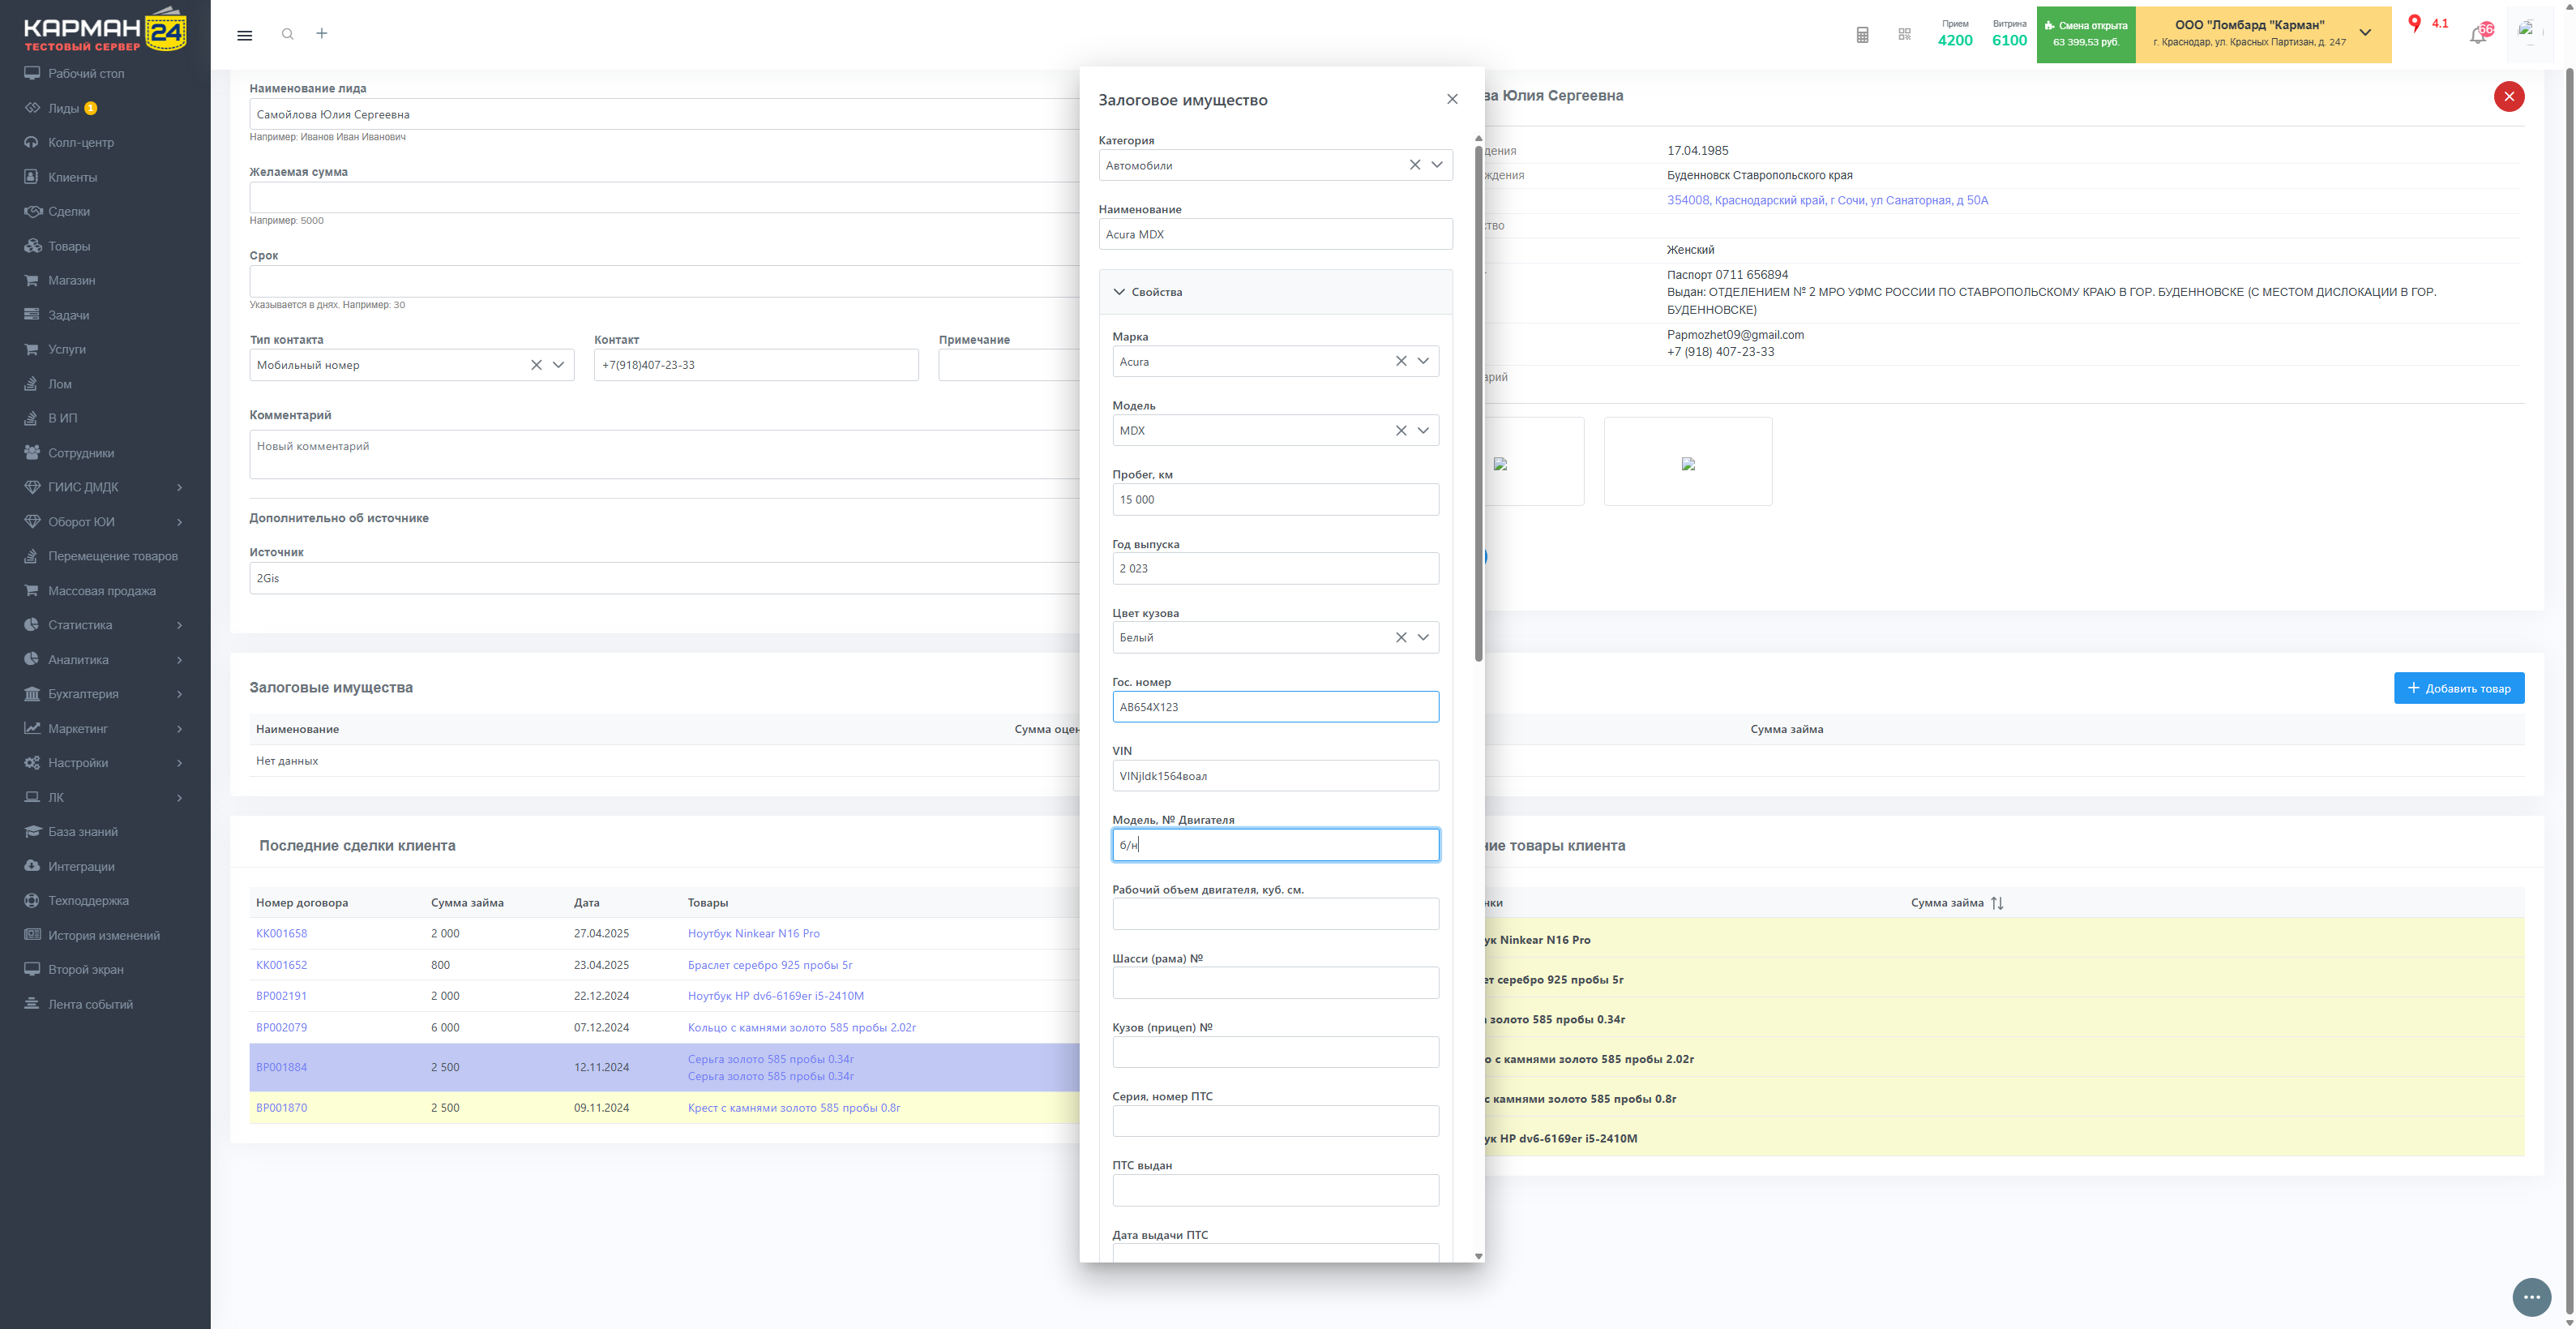 КАРМАН 24
ТЕСТОВЫЙ СЕРВЕР
Рабочий стол
Лиды 1
Колл-центр
Клиенты
Сделки
Товары
Магазин
Задачи
Услуги
Лом
В ИП
Сотрудники
ГИИС ДМДК
Оборот ЮИ
Перемещение товаров
Массовая продажа
Статистика
Аналитика
Бухгалтерия
Маркетинг
Настройки
ЛК
База знаний
Интеграции
Техподдержка
История изменений
Второй экран
Лента событий
Прием
4200
Витрина
6100
Смена открыта
63 399,53 руб.
ООО "Ломбард "Карман"
г. Краснодар, ул. Красных Партизан, д. 247
4.1
Наименование лида
Самойлова Юлия Сергеевна
Например: Иванов Иван Иванович
Желаемая сумма
Например: 5000
Срок
Указывается в днях. Например: 30
Тип контакта
Контакт
Примечание
Мобильный номер
+7(918)407-23-33
Комментарий
Новый комментарий
Дополнительно об источнике
Источник
2Gis
Залоговое имущество
Категория
Автомобили
Наименование
Acura MDX
Свойства
Марка
Acura
Модель
MDX
Пробег, км
15 000
Год выпуска
2 023
Цвет кузова
Белый
Гос. номер
АВ654Х123
VIN
VINjldk1564воал
Модель, № Двигателя
б/н
Рабочий объем двигателя, куб. см.
Шасси (рама) №
Кузов (прицеп) №
Серия, номер ПТС
ПТС выдан
Дата выдачи ПТС
ва Юлия Сергеевна
дения
17.04.1985
ждения
Буденновск Ставропольского края
354008, Краснодарский край, г Сочи, ул Санаторная, д 50А
тво
Женский
Паспорт 0711 656894
Выдан: ОТДЕЛЕНИЕМ № 2 МРО УФМС РОССИИ ПО СТАВРОПОЛЬСКОМУ КРАЮ В ГОР. БУДЕННОВСКЕ (С МЕСТОМ ДИСЛОКАЦИИ В ГОР.
БУДЕННОВСКЕ)
Papmozhet09@gmail.com
+7 (918) 407-23-33
арий
Залоговые имущества
Добавить товар
Наименование
Сумма оцен
Сумма займа
Нет данных
Последние сделки клиента
Номер договора
Сумма займа
Дата
Товары
КК001658 2 000 27.04.2025 Ноутбук Ninkear N16 Pro
КК001652 800 23.04.2025 Браслет серебро 925 пробы 5г
ВР002191 2 000 22.12.2024 Ноутбук HP dv6-6169er i5-2410M
ВР002079 6 000 07.12.2024 Кольцо с камнями золото 585 пробы 2.02г
ВР001884 2 500 12.11.2024 Серьга золото 585 пробы 0.34г
Серьга золото 585 пробы 0.34г
ВР001870 2 500 09.11.2024 Крест с камнями золото 585 пробы 0.8г
ние товары клиента
нки
Сумма займа
ук Ninkear N16 Pro
ет серебро 925 пробы 5г
золото 585 пробы 0.34г
о с камнями золото 585 пробы 2.02г
с камнями золото 585 пробы 0.8г
ук HP dv6-6169er i5-2410M